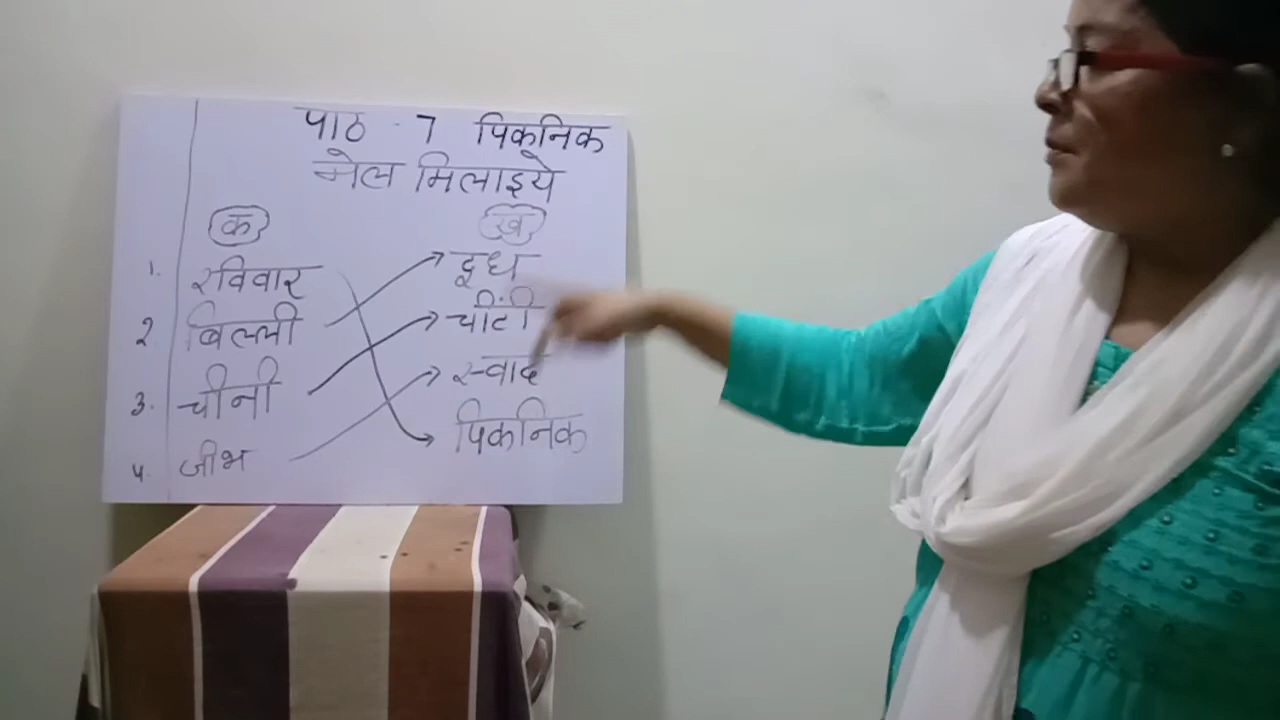 पाठ - 7 पिकनिक
मेल मिलाइये
क ख
1. रविवार दूध
2. बिल्ली चींटी
3. चीनी स्वाद
4. जीभ पिकनिक